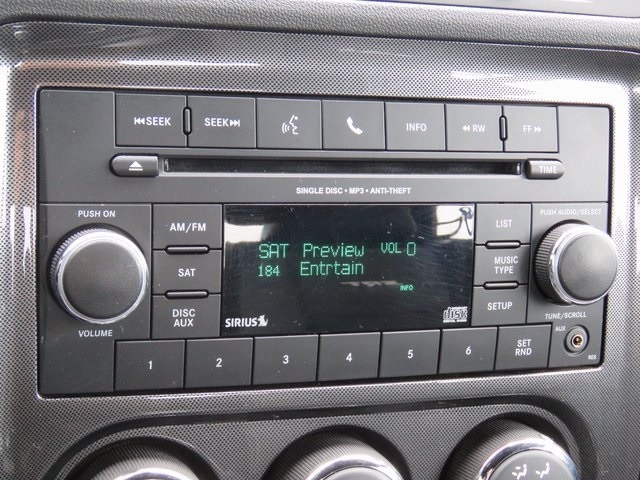 SEEK
SEEK
INFO
RW
FF
TIME
SINGLE DISC • MP3 • ANTI-THEFT
PUSH ON
VOLUME
AM/FM
SAT
DISC AUX
SAT Preview VOL 0
184 Entrtain
INFO
SIRIUS
disc
LIST
MUSIC TYPE
SETUP
PUSH AUDIO/SELECT
TUNE/SCROLL
1
2
3
4
5
6
SET RND
AUX
RES